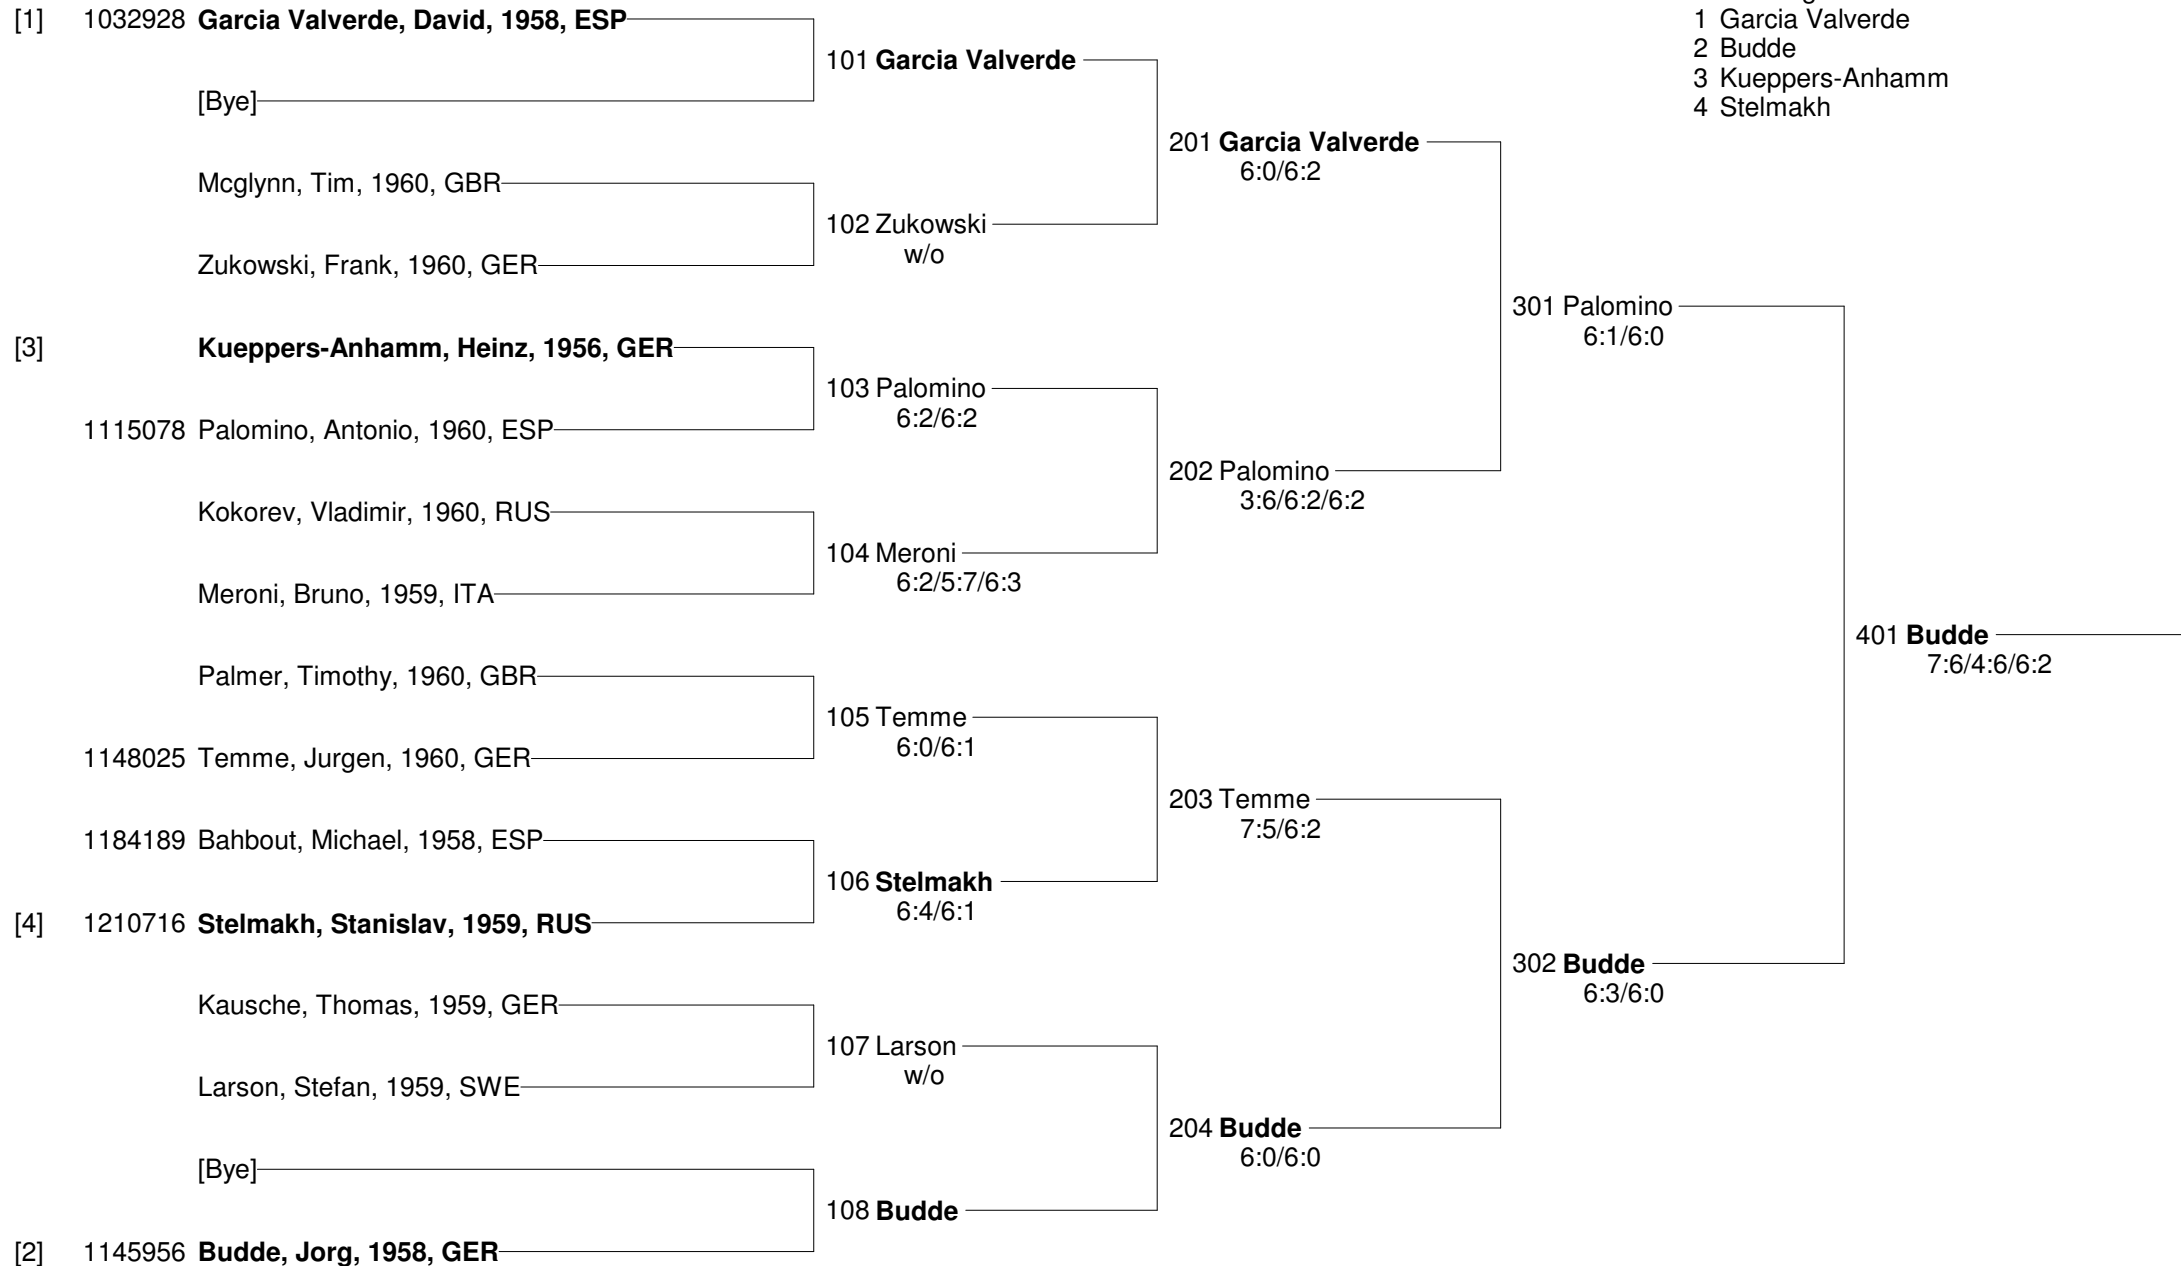 [1] 1032928 Garcia Valverde, David, 1958, ESP
1 Garcia Valverde
2 Budde
3 Kueppers-Anhamm
4 Stelmakh
101 Garcia Valverde
[Bye]
201 Garcia Valverde
6:0/6:2
Mcglynn, Tim, 1960, GBR
102 Zukowski
w/o
Zukowski, Frank, 1960, GER
301 Palomino
6:1/6:0
[3] Kueppers-Anhamm, Heinz, 1956, GER
103 Palomino
6:2/6:2
1115078 Palomino, Antonio, 1960, ESP
202 Palomino
3:6/6:2/6:2
Kokorev, Vladimir, 1960, RUS
104 Meroni
6:2/5:7/6:3
Meroni, Bruno, 1959, ITA
401 Budde
7:6/4:6/6:2
Palmer, Timothy, 1960, GBR
105 Temme
6:0/6:1
1148025 Temme, Jurgen, 1960, GER
203 Temme
7:5/6:2
1184189 Bahbout, Michael, 1958, ESP
106 Stelmakh
6:4/6:1
[4] 1210716 Stelmakh, Stanislav, 1959, RUS
302 Budde
6:3/6:0
Kausche, Thomas, 1959, GER
107 Larson
w/o
Larson, Stefan, 1959, SWE
204 Budde
6:0/6:0
[Bye]
108 Budde
[2] 1145956 Budde, Jorg, 1958, GER